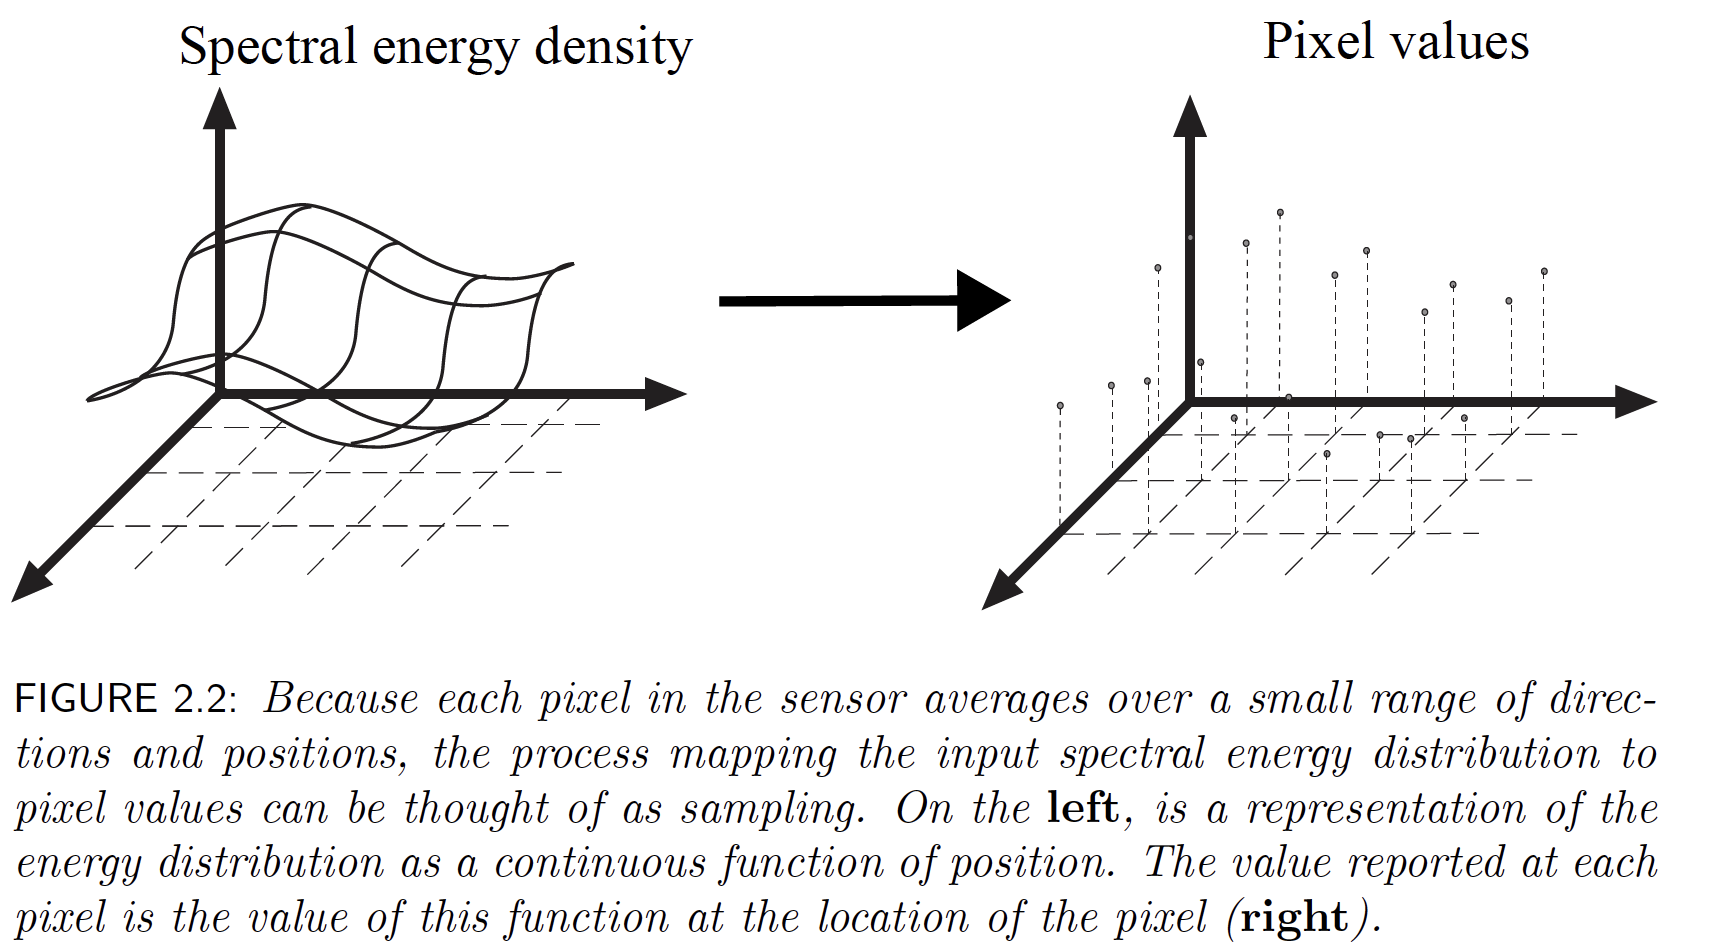 Spectral energy density
Pixel values
FIGURE 2.2: Because each pixel in the sensor averages over a small range of direc-
tions and positions, the process mapping the input spectral energy distribution to
pixel values can be thought of as sampling. On the left, is a representation of the
energy distribution as a continuous function of position. The value reported at each
pixel is the value of this function at the location of the pixel (right).